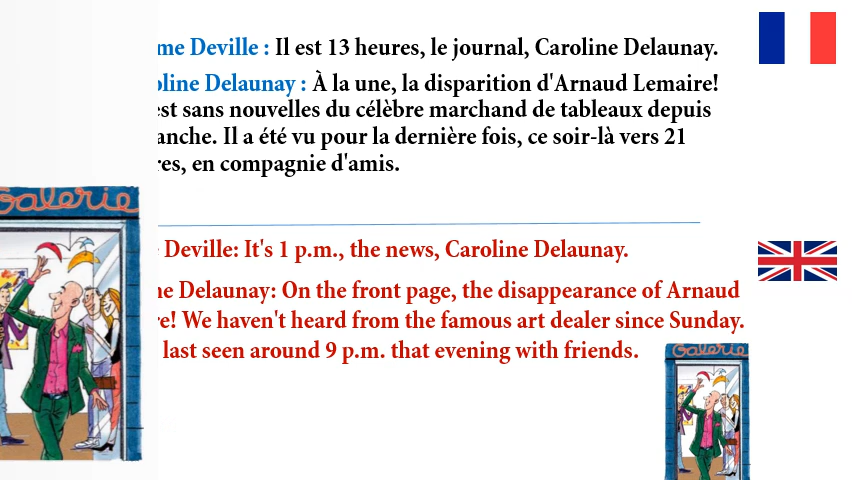 me Deville : Il est 13 heures, le journal, Caroline Delaunay.
oline Delaunay : À la une, la disparition d'Arnaud Lemaire!
est sans nouvelles du célèbre marchand de tableaux depuis
anche. Il a été vu pour la dernière fois, ce soir-là vers 21
res, en compagnie d'amis.
Deville: It's 1 p.m., the news, Caroline Delaunay.
ne Delaunay: On the front page, the disappearance of Arnaud
re! We haven't heard from the famous art dealer since Sunday.
last seen around 9 p.m. that evening with friends.
Galerie
Galerie